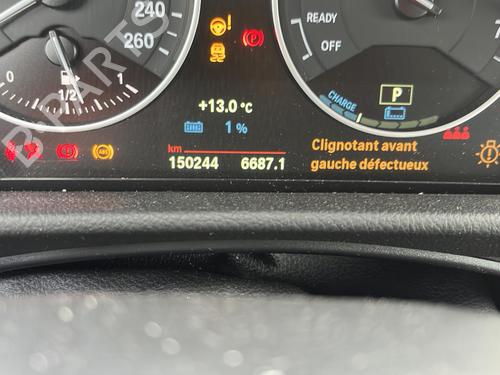 240
260
0
1/2
1
READY
OFF
P
CHARGE
+13.0 °C
1 %
km
150244 6687.1
Clignotant avant
gauche défectueux
ABS
B-PARTS